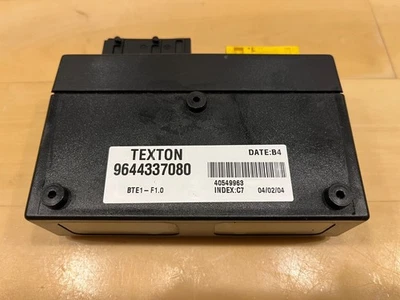 TEXTON
DATE:B4
9644337080
40549963
BTE1-F1.0
INDEX:C7
04/02/04